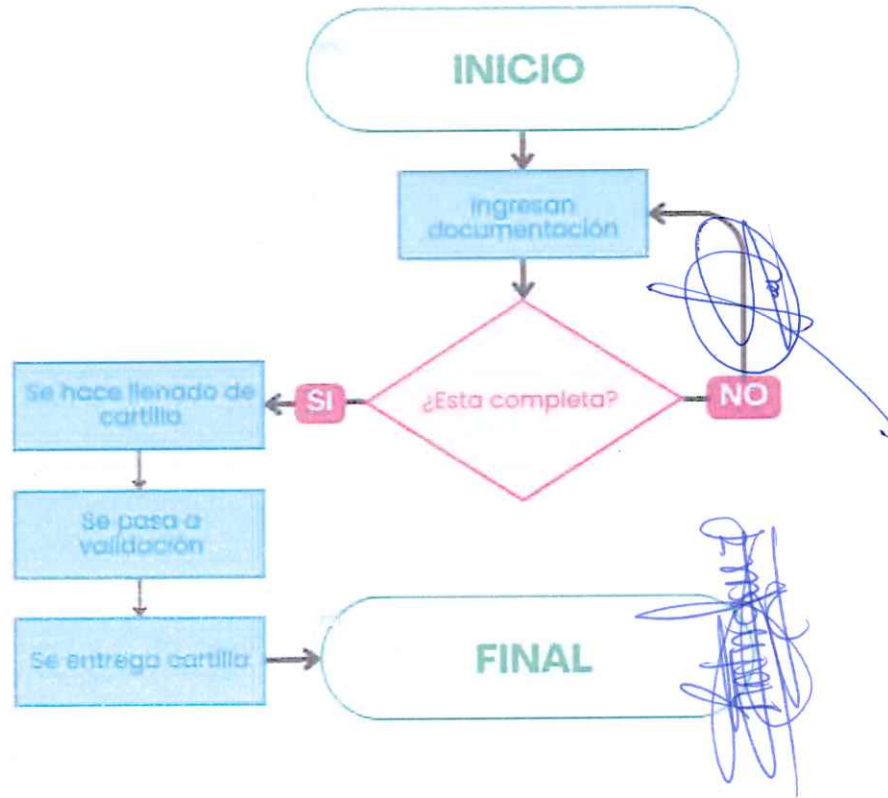 INICIO
Ingresan
documentación
¿Esta completa?
NO
SI
Se hace llenado de
cartilla
Se pasa a
validación
Se entrega cartilla
FINAL